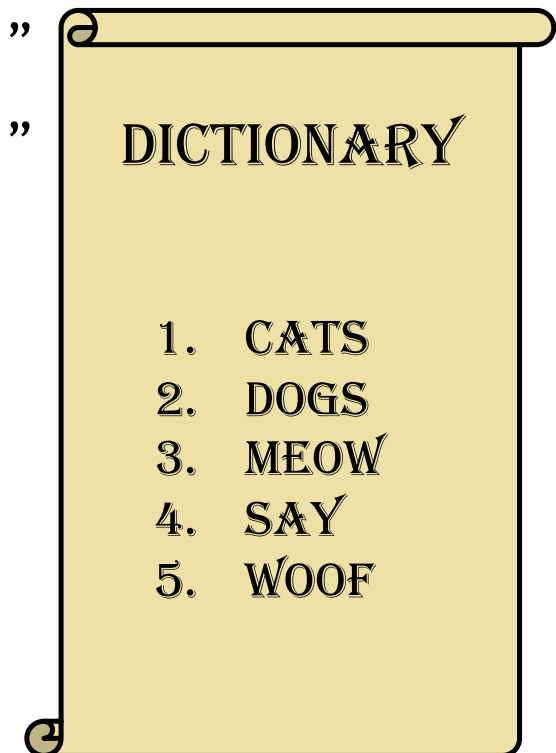 ”
”
DICTIONARY
1. CATS
2. DOGS
3. MEOW
4. SAY
5. WOOF